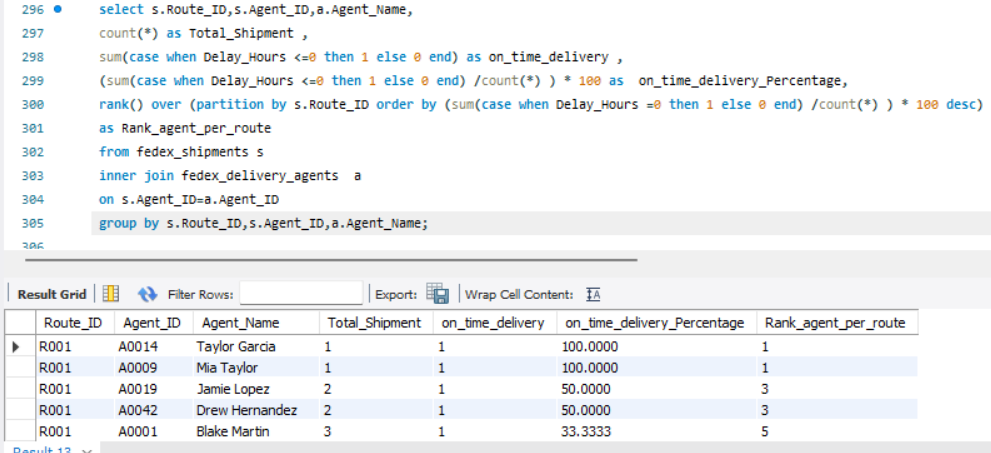 296 select s.Route_ID,s.Agent_ID,a.Agent_Name,
297 count(*) as Total_Shipment ,
298 sum(case when Delay_Hours <=0 then 1 else 0 end) as on_time_delivery ,
299 (sum(case when Delay_Hours <=0 then 1 else 0 end) /count(*) ) * 100 as  on_time_delivery_Percentage,
300 rank() over (partition by s.Route_ID order by (sum(case when Delay_Hours =0 then 1 else 0 end) /count(*) ) * 100 desc)
301 as Rank_agent_per_route
302 from fedex_shipments s
303 inner join fedex_delivery_agents  a
304 on s.Agent_ID=a.Agent_ID
305 group by s.Route_ID,s.Agent_ID,a.Agent_Name;
306
Result Grid Filter Rows: Export: Wrap Cell Content: IA
Route_ID Agent_ID Agent_Name Total_Shipment on_time_delivery on_time_delivery_Percentage Rank_agent_per_route
R001 A0014 Taylor Garcia 1 1 100.0000 1
R001 A0009 Mia Taylor 1 1 100.0000 1
R001 A0019 Jamie Lopez 2 1 50.0000 3
R001 A0042 Drew Hernandez 2 1 50.0000 3
R001 A0001 Blake Martin 3 1 33.3333 5
Result 13